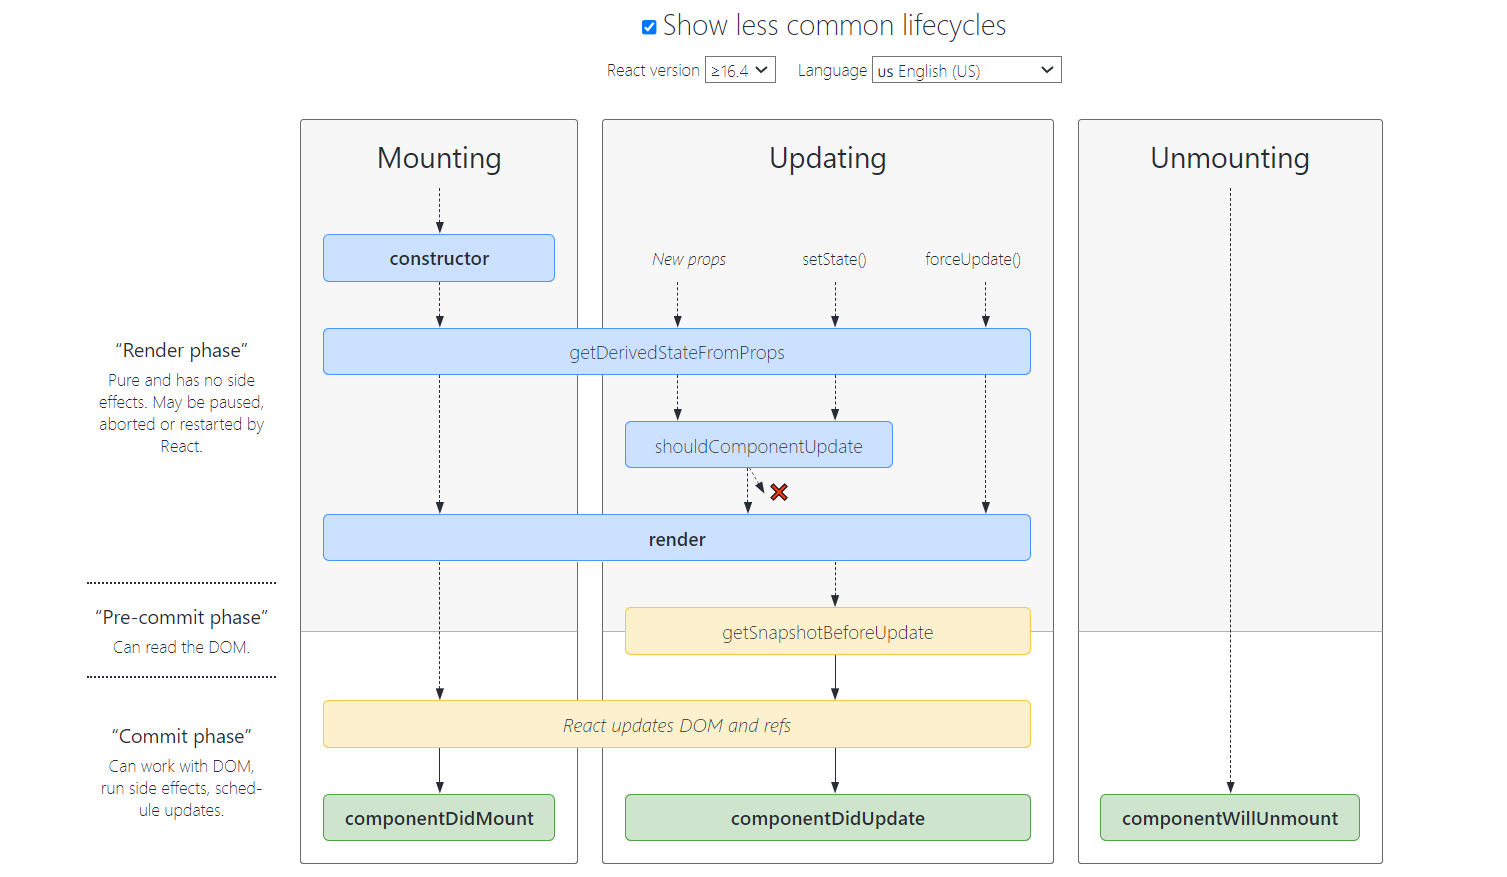 Show less common lifecycles
React version ≥16.4 Language us English (US)
Mounting
Updating
Unmounting
constructor
New props
setState()
forceUpdate()
“Render phase”
Pure and has no side
effects. May be paused,
aborted or restarted by
React.
getDerivedStateFromProps
shouldComponentUpdate
render
“Pre-commit phase”
Can read the DOM.
getSnapshotBeforeUpdate
React updates DOM and refs
“Commit phase”
Can work with DOM,
run side effects, sched-
ule updates.
componentDidMount
componentDidUpdate
componentWillUnmount